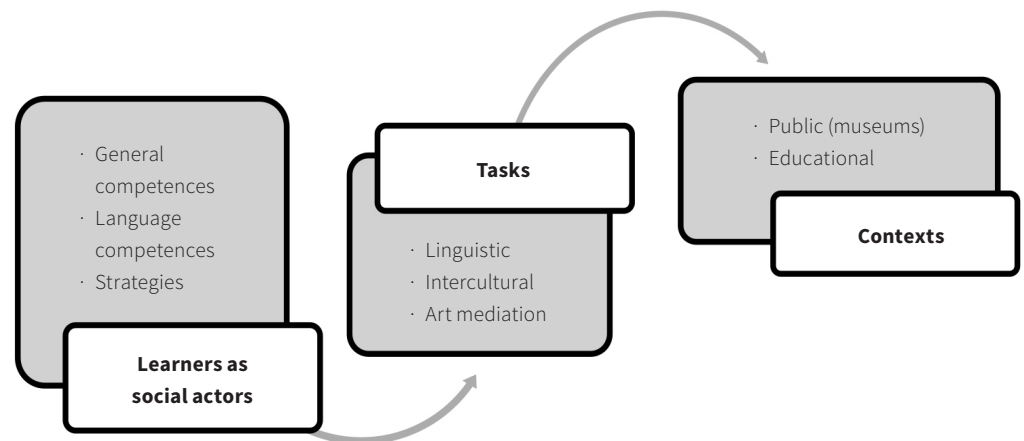 · General
competences
· Language
competences
· Strategies
Learners as
social actors
Tasks
· Linguistic
· Intercultural
· Art mediation
· Public (museums)
· Educational
Contexts